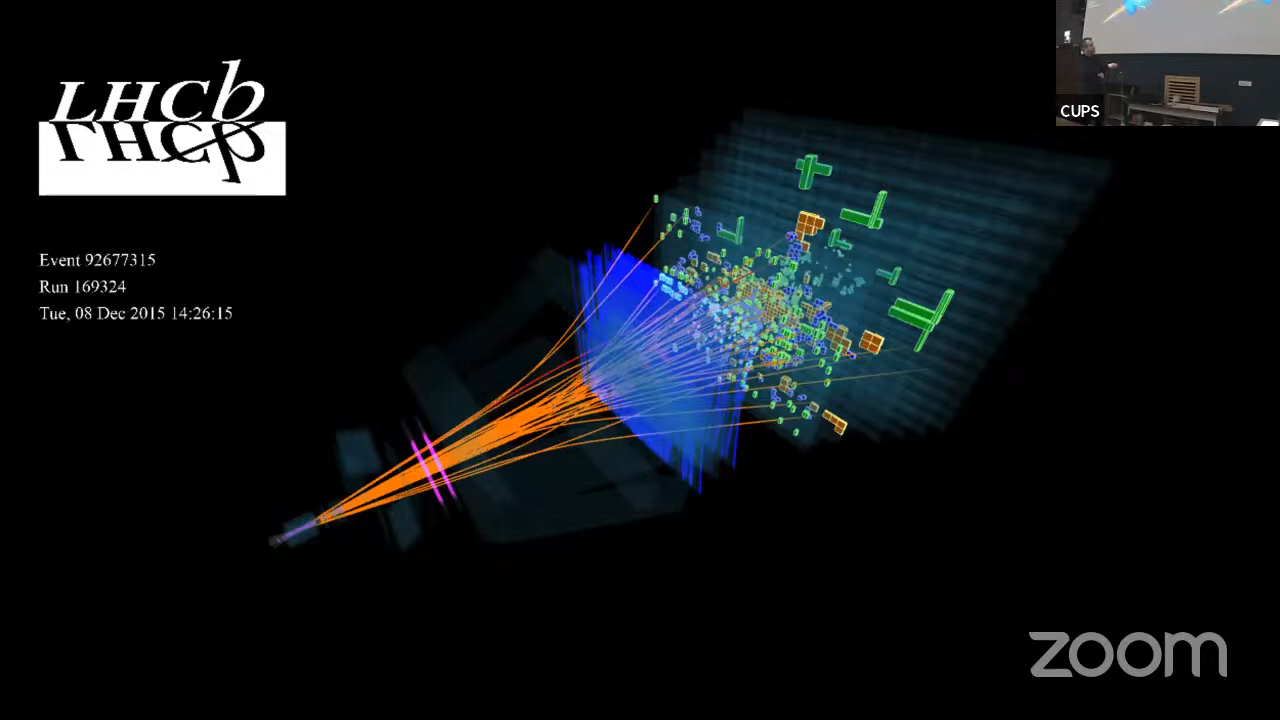 LHCb
LHCb
Event 92677315
Run 169324
Tue, 08 Dec 2015 14:26:15
CUPS
zoom